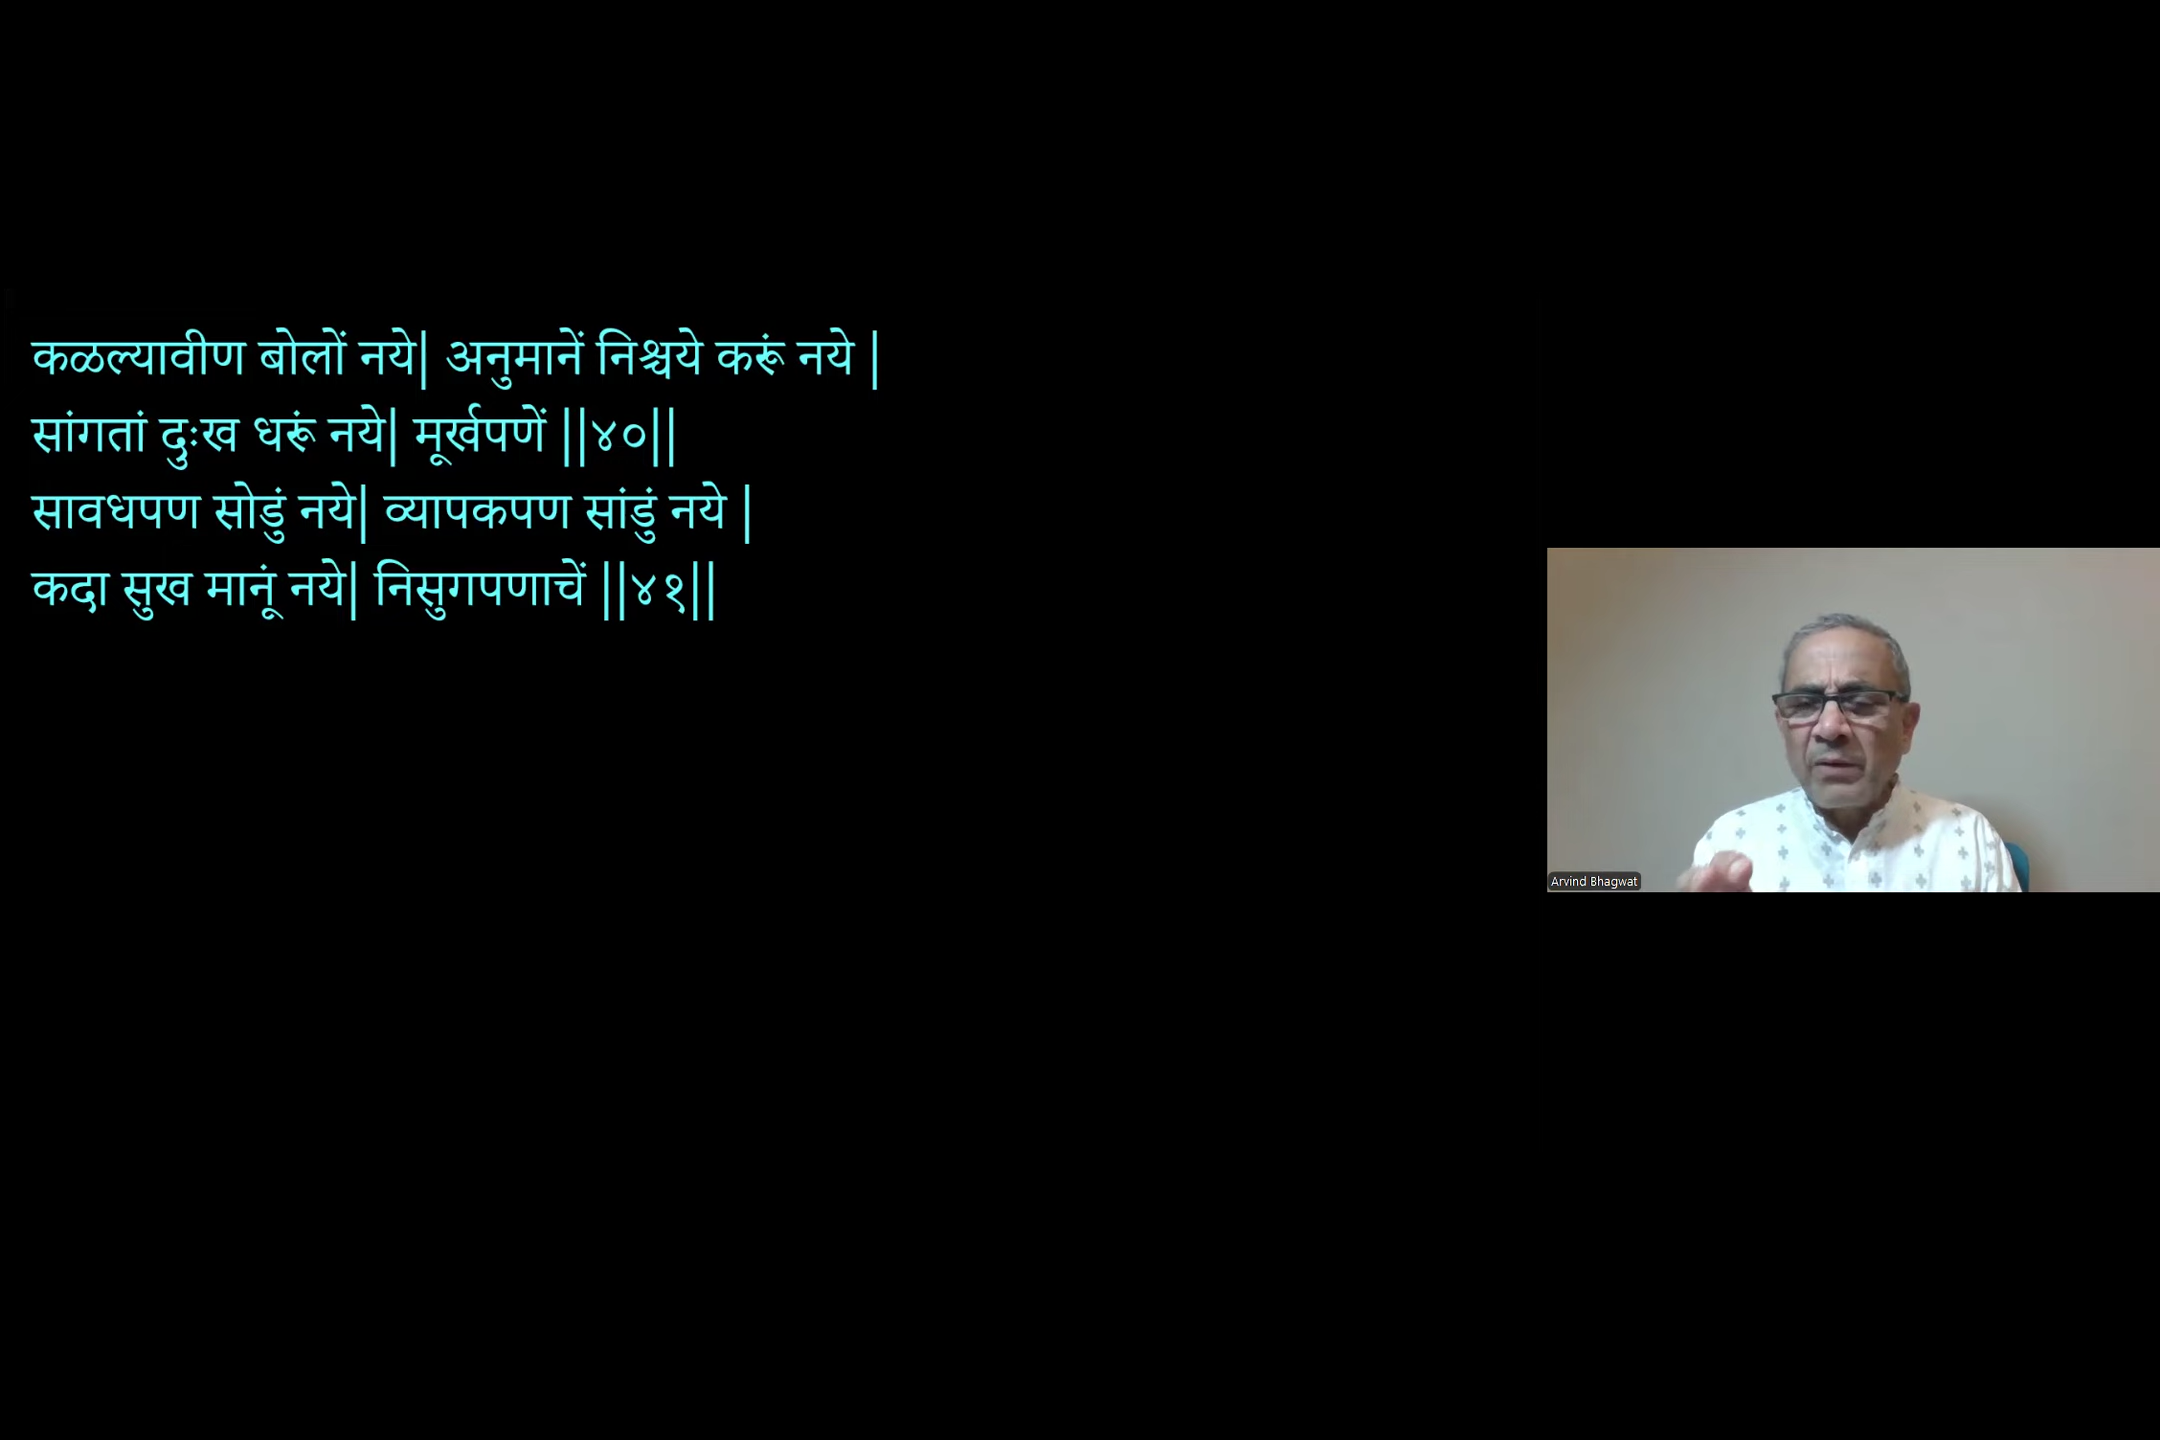 कळल्यावीण बोलों नये| अनुमानें निश्चये करूं नये |
सांगतां दुःख धरूं नये| मूर्खपणें ||४०||
सावधपण सोडुं नये| व्यापकपण सांडुं नये |
कदा सुख मानूं नये| निसुगपणाचें ||४१||
Arvind Bhagwat